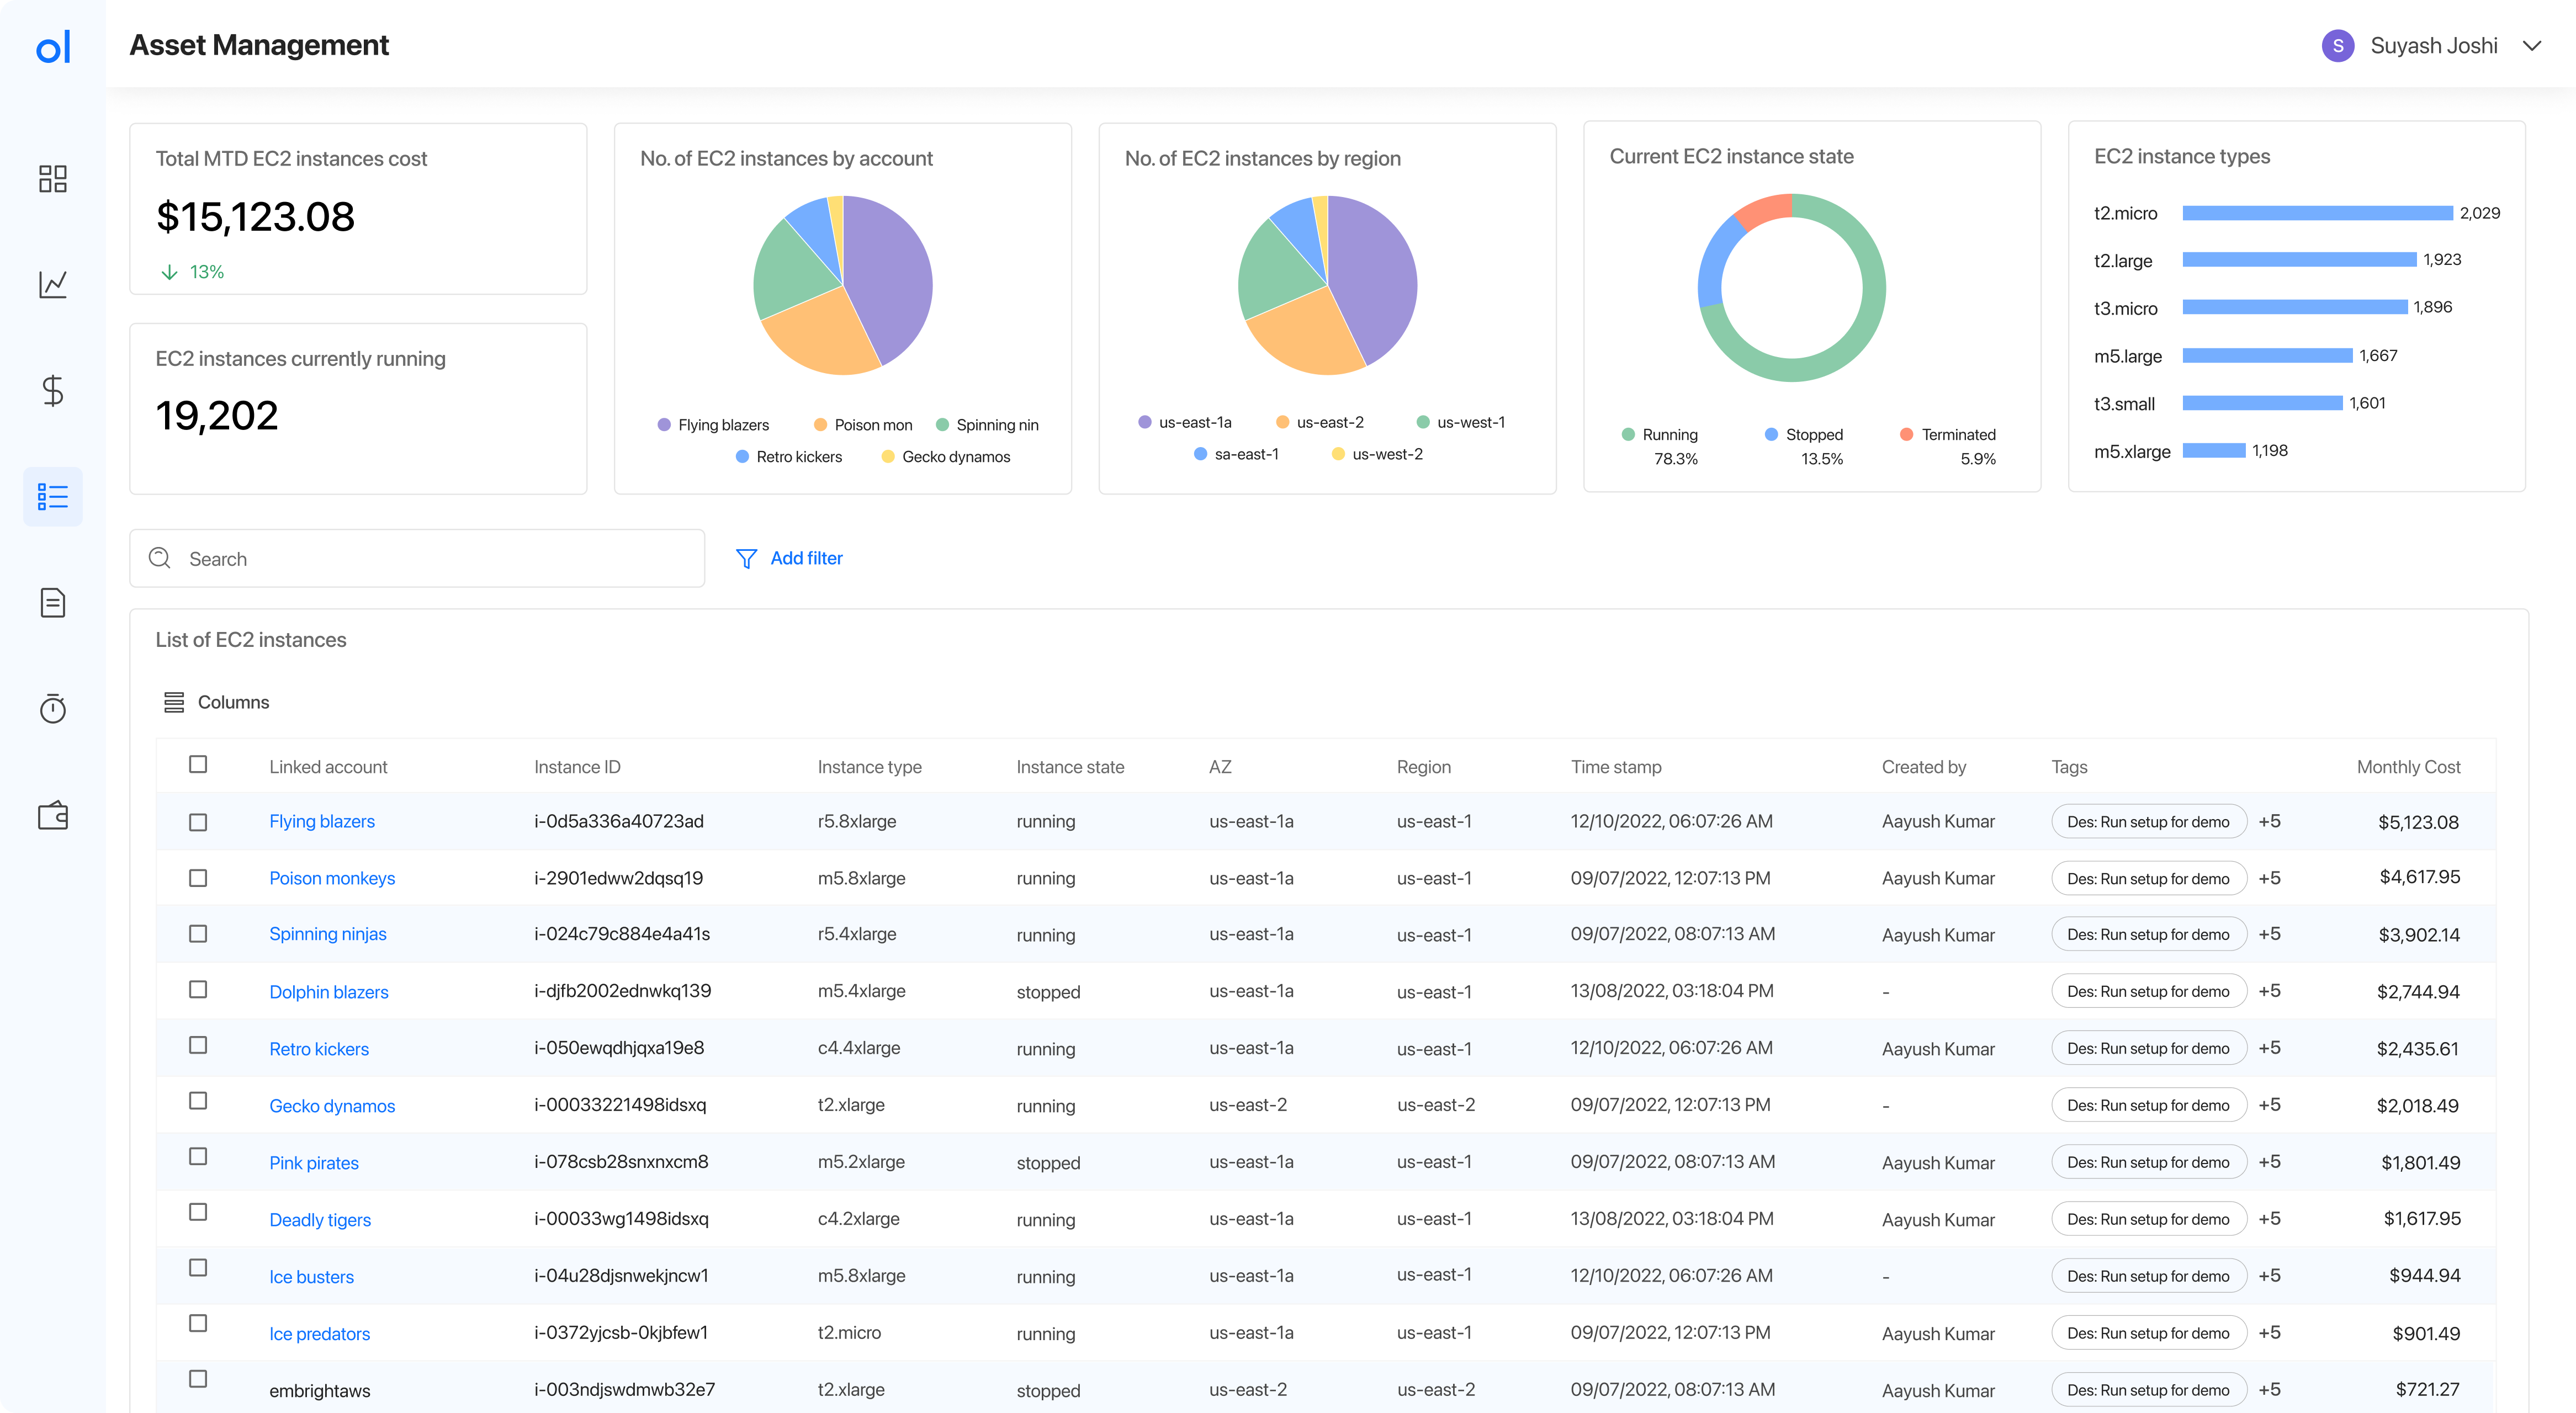 ol
Asset Management
S Suyash Joshi
Total MTD EC2 instances cost
$15,123.08
13%
EC2 instances currently running
19,202
No. of EC2 instances by account
Flying blazers Poison mon Spinning nin
Retro kickers Gecko dynamos
No. of EC2 instances by region
us-east-1a us-east-2 us-west-1
sa-east-1 us-west-2
Current EC2 instance state
Running Stopped Terminated
78.3% 13.5% 5.9%
EC2 instance types
t2.micro 2,029
t2.large 1,923
t3.micro 1,896
m5.large 1,667
t3.small 1,601
m5.xlarge 1,198
Search
Add filter
List of EC2 instances
Columns
Linked account Instance ID Instance type Instance state AZ Region Time stamp Created by Tags Monthly Cost
Flying blazers i-0d5a336a40723ad r5.8xlarge running us-east-1a us-east-1 12/10/2022, 06:07:26 AM Aayush Kumar Des: Run setup for demo +5 $5,123.08
Poison monkeys i-2901edww2dqsq19 m5.8xlarge running us-east-1a us-east-1 09/07/2022, 12:07:13 PM Aayush Kumar Des: Run setup for demo +5 $4,617.95
Spinning ninjas i-024c79c884e4a41s r5.4xlarge running us-east-1a us-east-1 09/07/2022, 08:07:13 AM Aayush Kumar Des: Run setup for demo +5 $3,902.14
Dolphin blazers i-djfb2002ednwkq139 m5.4xlarge stopped us-east-1a us-east-1 13/08/2022, 03:18:04 PM - Des: Run setup for demo +5 $2,744.94
Retro kickers i-050ewqdhjqxa19e8 c4.4xlarge running us-east-1a us-east-1 12/10/2022, 06:07:26 AM Aayush Kumar Des: Run setup for demo +5 $2,435.61
Gecko dynamos i-00033221498idsxq t2.xlarge running us-east-2 us-east-2 09/07/2022, 12:07:13 PM - Des: Run setup for demo +5 $2,018.49
Pink pirates i-078csb28snxnxcm8 m5.2xlarge stopped us-east-1a us-east-1 09/07/2022, 08:07:13 AM Aayush Kumar Des: Run setup for demo +5 $1,801.49
Deadly tigers i-00033wg1498idsxq c4.2xlarge running us-east-1a us-east-1 13/08/2022, 03:18:04 PM Aayush Kumar Des: Run setup for demo +5 $1,617.95
Ice busters i-04u28djsnwekjncw1 m5.8xlarge running us-east-1a us-east-1 12/10/2022, 06:07:26 AM - Des: Run setup for demo +5 $944.94
Ice predators i-0372yjcsb-0kjbfew1 t2.micro running us-east-1a us-east-1 09/07/2022, 12:07:13 PM Aayush Kumar Des: Run setup for demo +5 $901.49
embrightaws i-003ndjswdmwb32e7 t2.xlarge stopped us-east-2 us-east-2 09/07/2022, 08:07:13 AM Aayush Kumar Des: Run setup for demo +5 $721.27